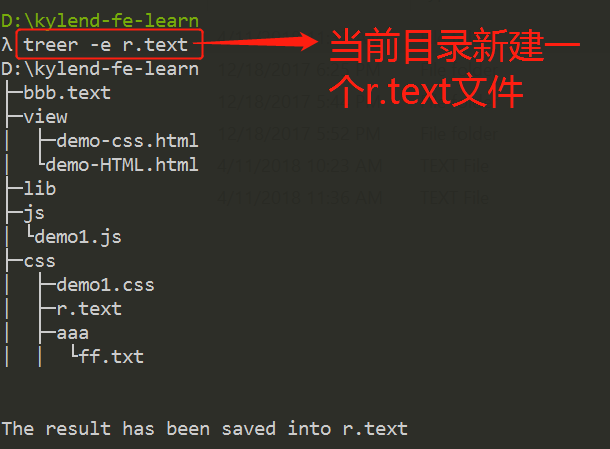 D:\kylend-fe-learn
λ treer -e r.text
当前目录新建一
个r.text文件
D:\kylend-fe-learn
├─bbb.text
├─view
|  ├─demo-css.html
|  └demo-HTML.html
├─lib
├─js
| └demo1.js
├─css
|  ├─demo1.css
|  ├─r.text
|  ├─aaa
|  |  └ff.txt
The result has been saved into r.text